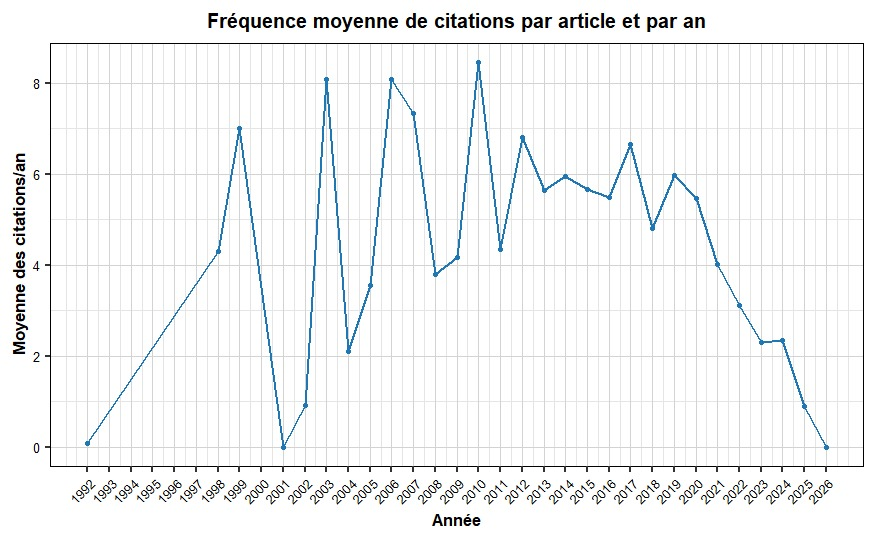 Fréquence moyenne de citations par article et par an
Moyenne des citations/an
8
6
4
2
0
1992 1993 1994 1995 1996 1997 1998 1999 2000 2001 2002 2003 2004 2005 2006 2007 2008 2009 2010 2011 2012 2013 2014 2015 2016 2017 2018 2019 2020 2021 2022 2023 2024 2025 2026
Année